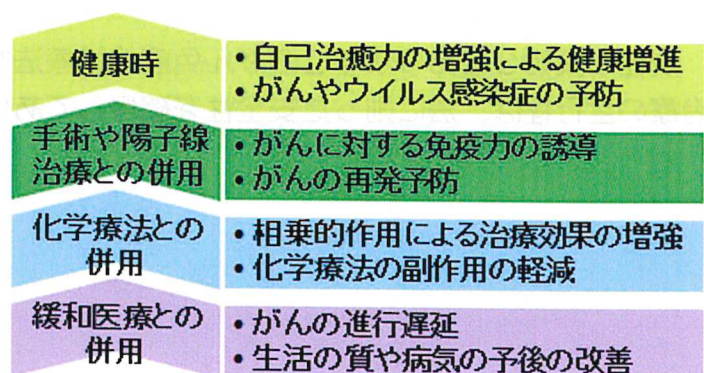 健康時
・自己治癒力の増強による健康増進
・がんやウイルス感染症の予防
手術や陽子線
治療との併用
・がんに対する免疫力の誘導
・がんの再発予防
化学療法との
併用
・相乗的作用による治療効果の増強
・化学療法の副作用の軽減
緩和医療との
併用
・がんの進行遅延
・生活の質や病気の予後の改善